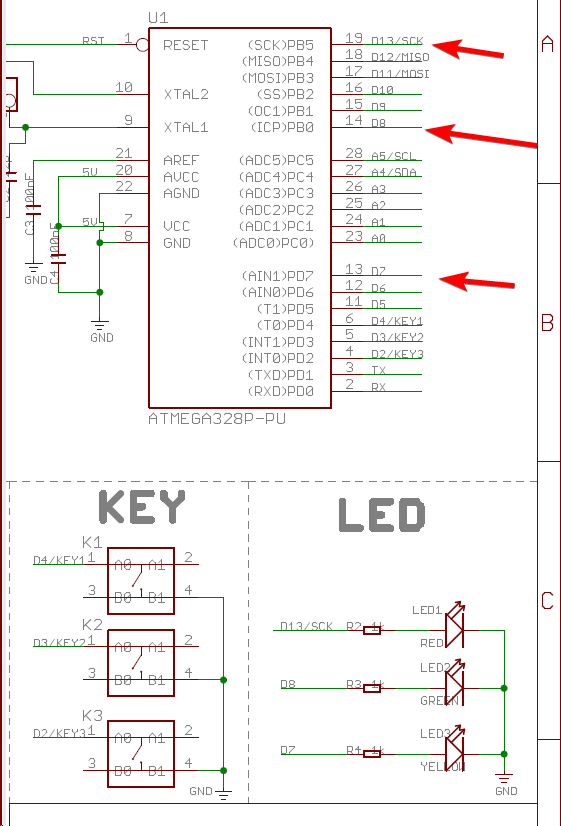 U1
RST 1 RESET (SCK)PB5 19 D13/SCK
(MISO)PB4 18 D12/MISO
(MOSI)PB3 17 D11/MOSI
10 XTAL2 (SS)PB2 16 D10
(OC1)PB1 15 D9
9 XTAL1 (ICP)PB0 14 D8
21 AREF (ADC5)PC5 28 A5/SCL
5V 20 AVCC (ADC4)PC4 27 A4/SDA
22 AGND (ADC3)PC3 26 A3
(ADC2)PC2 25 A2
5V 7 VCC (ADC1)PC1 24 A1
8 GND (ADC0)PC0 23 A0
C3 100nF
C4 100nF
GND
(AIN1)PD7 13 D7
(AIN0)PD6 12 D6
(T1)PD5 11 D5
(T0)PD4 6 D4/KEY1
(INT1)PD3 5 D3/KEY2
(INT0)PD2 4 D2/KEY3
(TXD)PD1 3 TX
(RXD)PD0 2 RX
GND
ATMEGA328P-PU
A
B
C
KEY
K1
D4/KEY1 1 A0 A1 2
3 B0 B1 4
K2
D3/KEY2 1 A0 A1 2
3 B0 B1 4
K3
D2/KEY3 1 A0 A1 2
3 B0 B1 4
GND
LED
LED1
D13/SCK R2 1k
RED
LED2
D8 R3 1k
GREEN
LED3
D7 R4 1k
YELLOW
GND